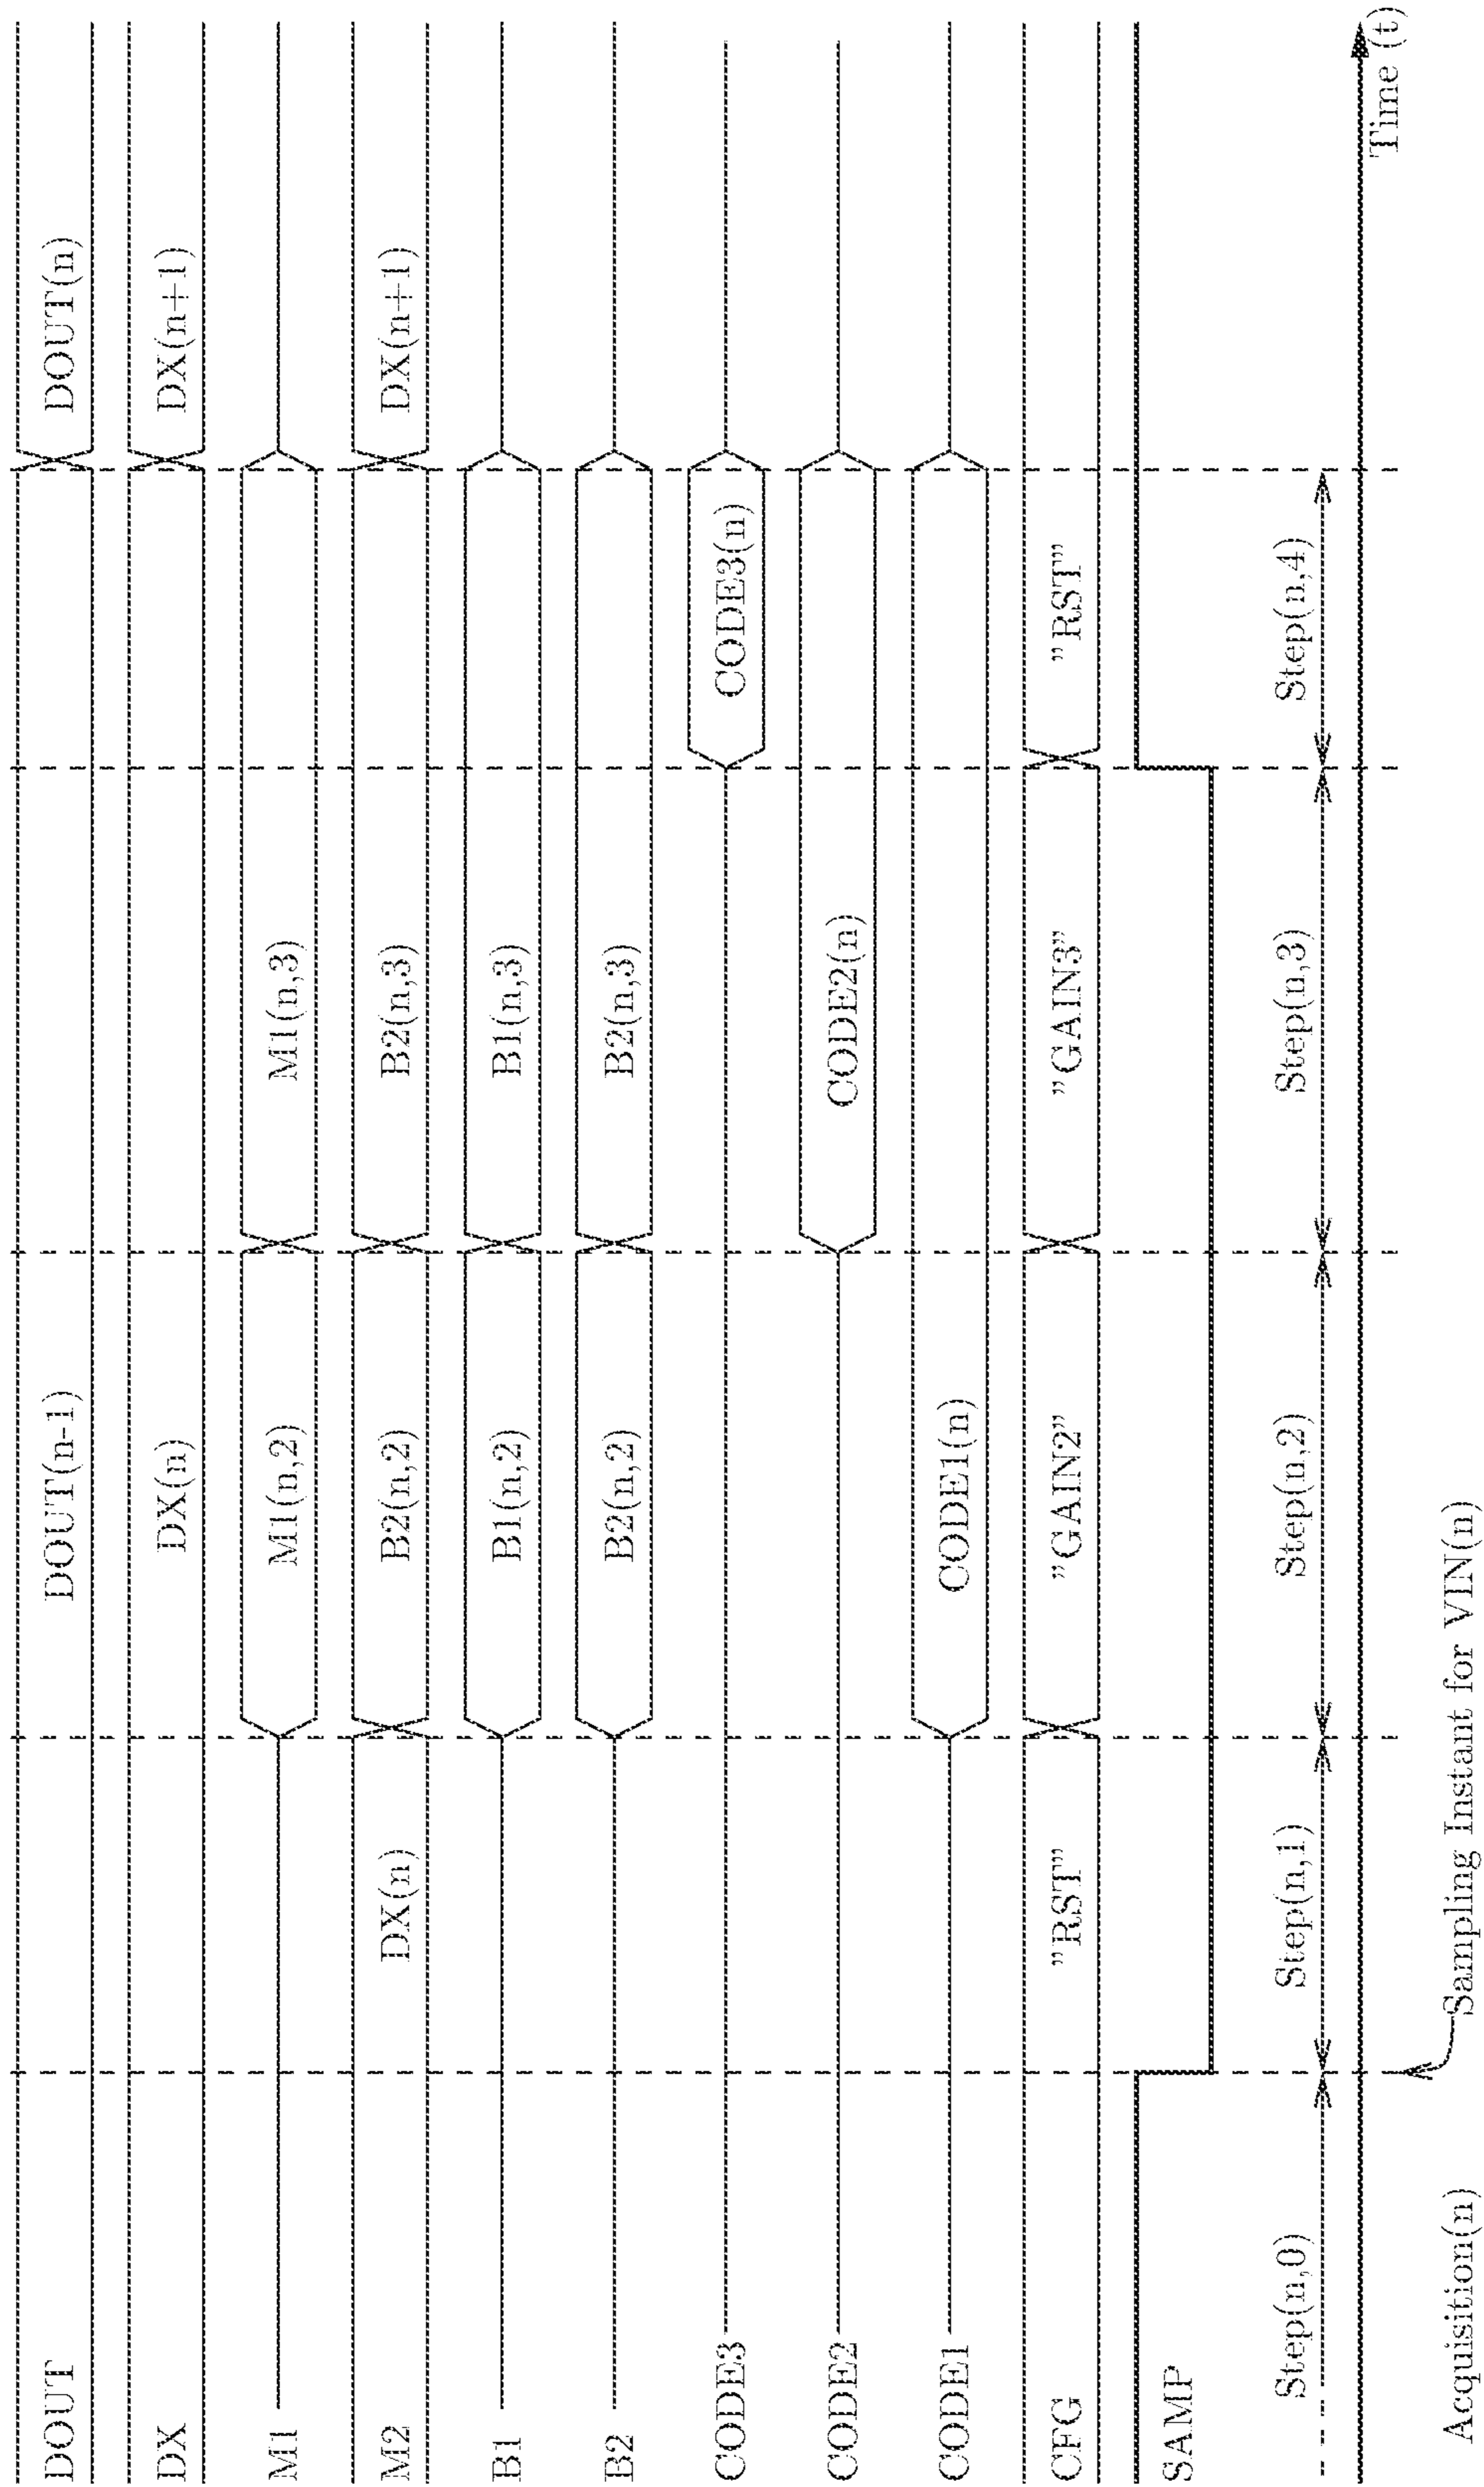 DOUT
DOUT(n-1)
DOUT(n)
DX
DX(n)
DX(n+1)
M1
M1(n,2)
M1(n,3)
M2
DX(n)
B2(n,2)
B2(n,3)
DX(n+1)
B1
B1(n,2)
B1(n,3)
B2
B2(n,2)
B2(n,3)
CODE3
CODE3(n)
CODE2
CODE2(n)
CODE1
CODE1(n)
CFG
"RST"
"GAIN2"
"GAIN3"
"RST"
SAMP
Step(n,0)
Step(n,1)
Step(n,2)
Step(n,3)
Step(n,4)
Time (t)
Acquisition(n)
Sampling Instant for VIN(n)